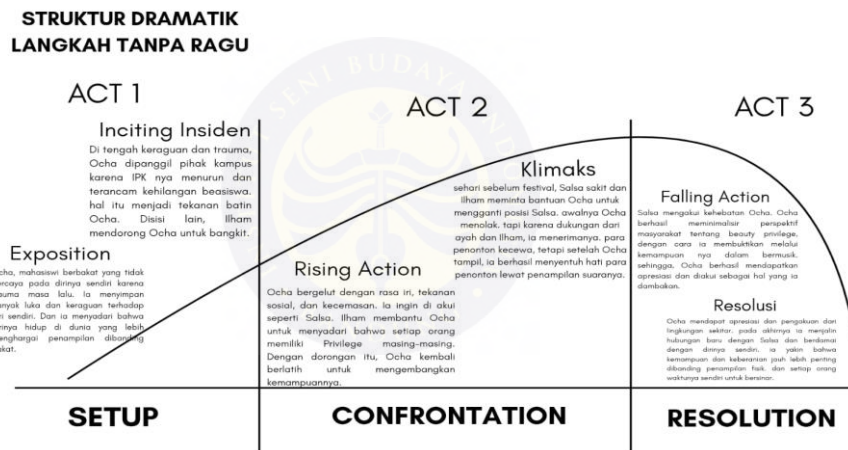 STRUKTUR DRAMATIK
LANGKAH TANPA RAGU
ACT 1
Inciting Insiden
Di tengah keraguan dan trauma,
Ocha dipanggil pihak kampus
karena IPK nya menurun dan
terancam kehilangan beasiswa.
hal itu menjadi tekanan batin
Ocha. Disisi lain, Ilham
mendorong Ocha untuk bangkit.
Exposition
cha, mahasiswi berbakat yang tidak
ercaya pada dirinya sendiri karena
auma masa lalu. Ia menyimpan
nyak luka dan keraguan terhadap
ri sendiri. Dan ia menyadari bahwa
rinya hidup di dunia yang lebih
enghargai penampilan dibanding
kat.
SETUP
ACT 2
Klimaks
sehari sebelum festival, Salsa sakit dan
Ilham meminta bantuan Ocha untuk
mengganti posisi Salsa. awalnya Ocha
menolak. tapi karena dukungan dari
ayah dan Ilham, ia menerimanya. para
penonton kecewa, tetapi setelah Ocha
tampil, ia berhasil menyentuh hati para
penonton lewat penampilan suaranya.
Rising Action
Ocha bergelut dengan rasa iri, tekanan
sosial, dan kecemasan. Ia ingin di akui
seperti Salsa. Ilham membantu Ocha
untuk menyadari bahwa setiap orang
memiliki Privilege masing-masing.
Dengan dorongan itu, Ocha kembali
berlatih untuk mengembangkan
kemampuannya.
CONFRONTATION
ACT 3
Falling Action
Salsa mengakui kehebatan Ocha. Ocha
berhasil meminimalisir perspektif
masyarakat tentang beauty privilege,
dengan cara ia membuktikan melalui
kemampuan nya dalam bermusik.
sehingga, Ocha berhasil mendapatkan
apresiasi dan diakui sebagai hal yang ia
dambakan.
Resolusi
Ocha mendapat apresiasi dan pengakuan dari
lingkungan sekitar. pada akhirnya ia menjalin
hubungan baru dengan Salsa dan berdamai
dengan dirinya sendiri. ia yakin bahwa
kemampuan dan keberanian jauh lebih penting
dibanding penampilan fisik. dan setiap orang
waktunya sendiri untuk bersinar.
RESOLUTION